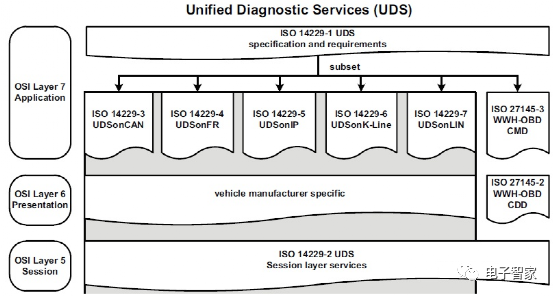 Unified Diagnostic Services (UDS)
OSI Layer 7
Application
ISO 14229-1 UDS
specification and requirements
subset
ISO 14229-3
UDSonCAN
ISO 14229-4
UDSonFR
ISO 14229-5
UDSonIP
ISO 14229-6
UDSonK-Line
ISO 14229-7
UDSonLIN
ISO 27145-3
WWH-OBD
CMD
OSI Layer 6
Presentation
vehicle manufacturer specific
ISO 27145-2
WWH-OBD
CDD
OSI Layer 5
Session
ISO 14229-2 UDS
Session layer services
电子智家